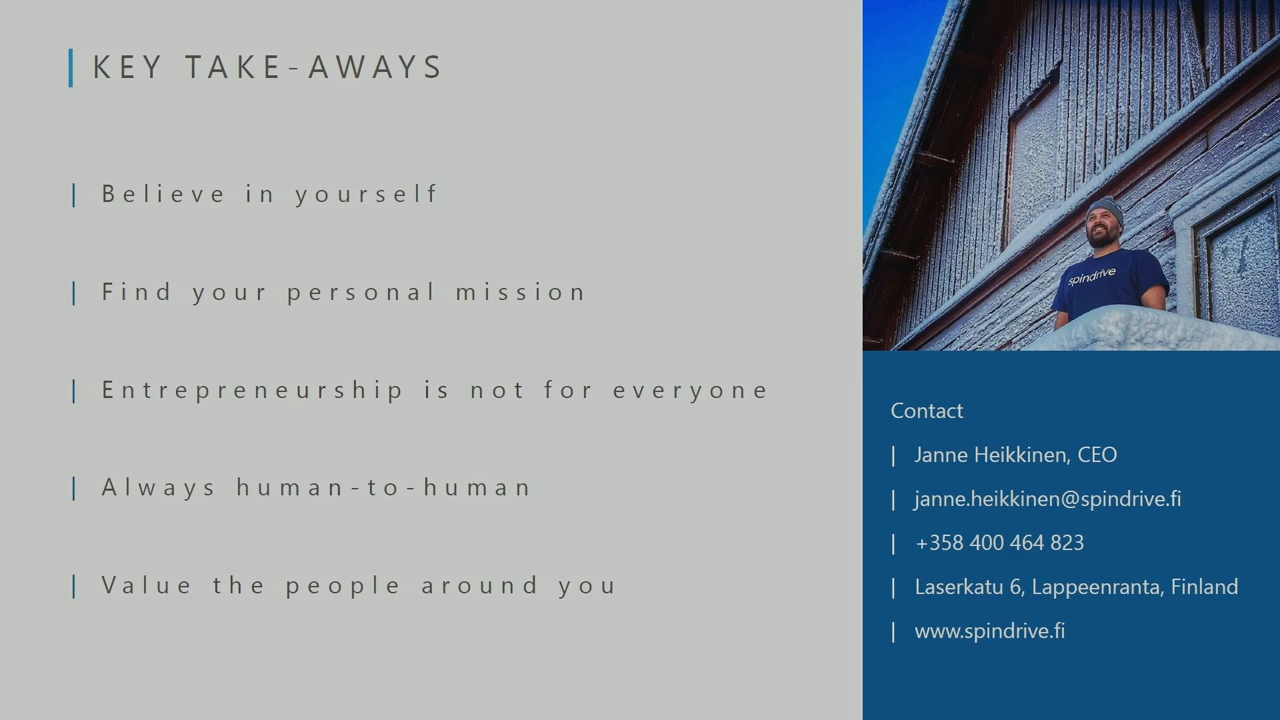 KEY TAKE-AWAYS
Believe in yourself
Find your personal mission
Entrepreneurship is not for everyone
Always human-to-human
Value the people around you
spindrive
Contact
Janne Heikkinen, CEO
janne.heikkinen@spindrive.fi
+358 400 464 823
Laserkatu 6, Lappeenranta, Finland
www.spindrive.fi